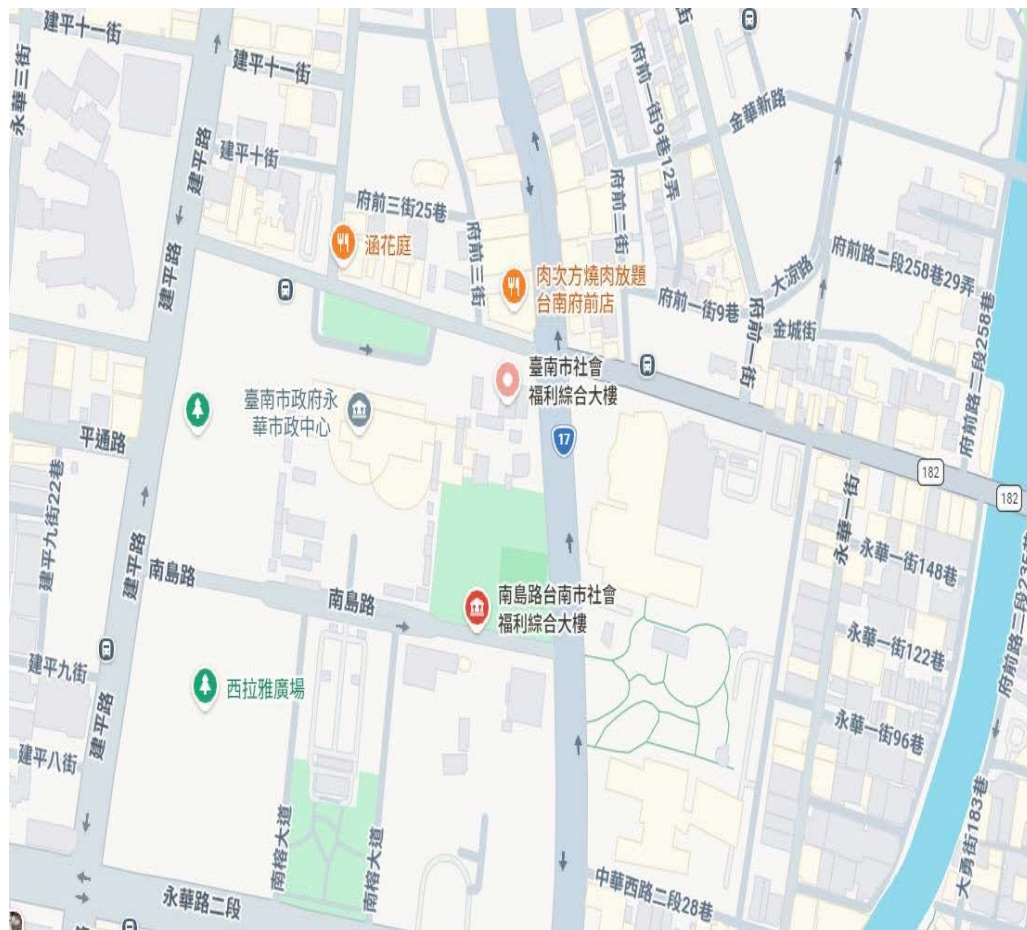 建平十一街
街
永華三街
建平十一街
府前一街9巷12弄
金華新路
建平路
建平十街
府前三街25巷
府前二街
涵花庭
府前三街
府前路二段258巷29弄
建平路
肉次方燒肉放題
台南府前店
大涼路
府前一街9巷
金城街
府前一街
府前路二段258巷
臺南市社會
福利綜合大樓
臺南市政府永
華市政中心
17
平通路
182
182
建平九街22巷
永華一街
建平路
南島路
南島路
永華一街148巷
南島路台南市社會
福利綜合大樓
永華一街122巷
府前路二段235巷
建平九街
西拉雅廣場
建平路
永華一街96巷
建平八街
南榕大道
南榕大道
大勇街183巷
永華路二段
中華西路二段28巷